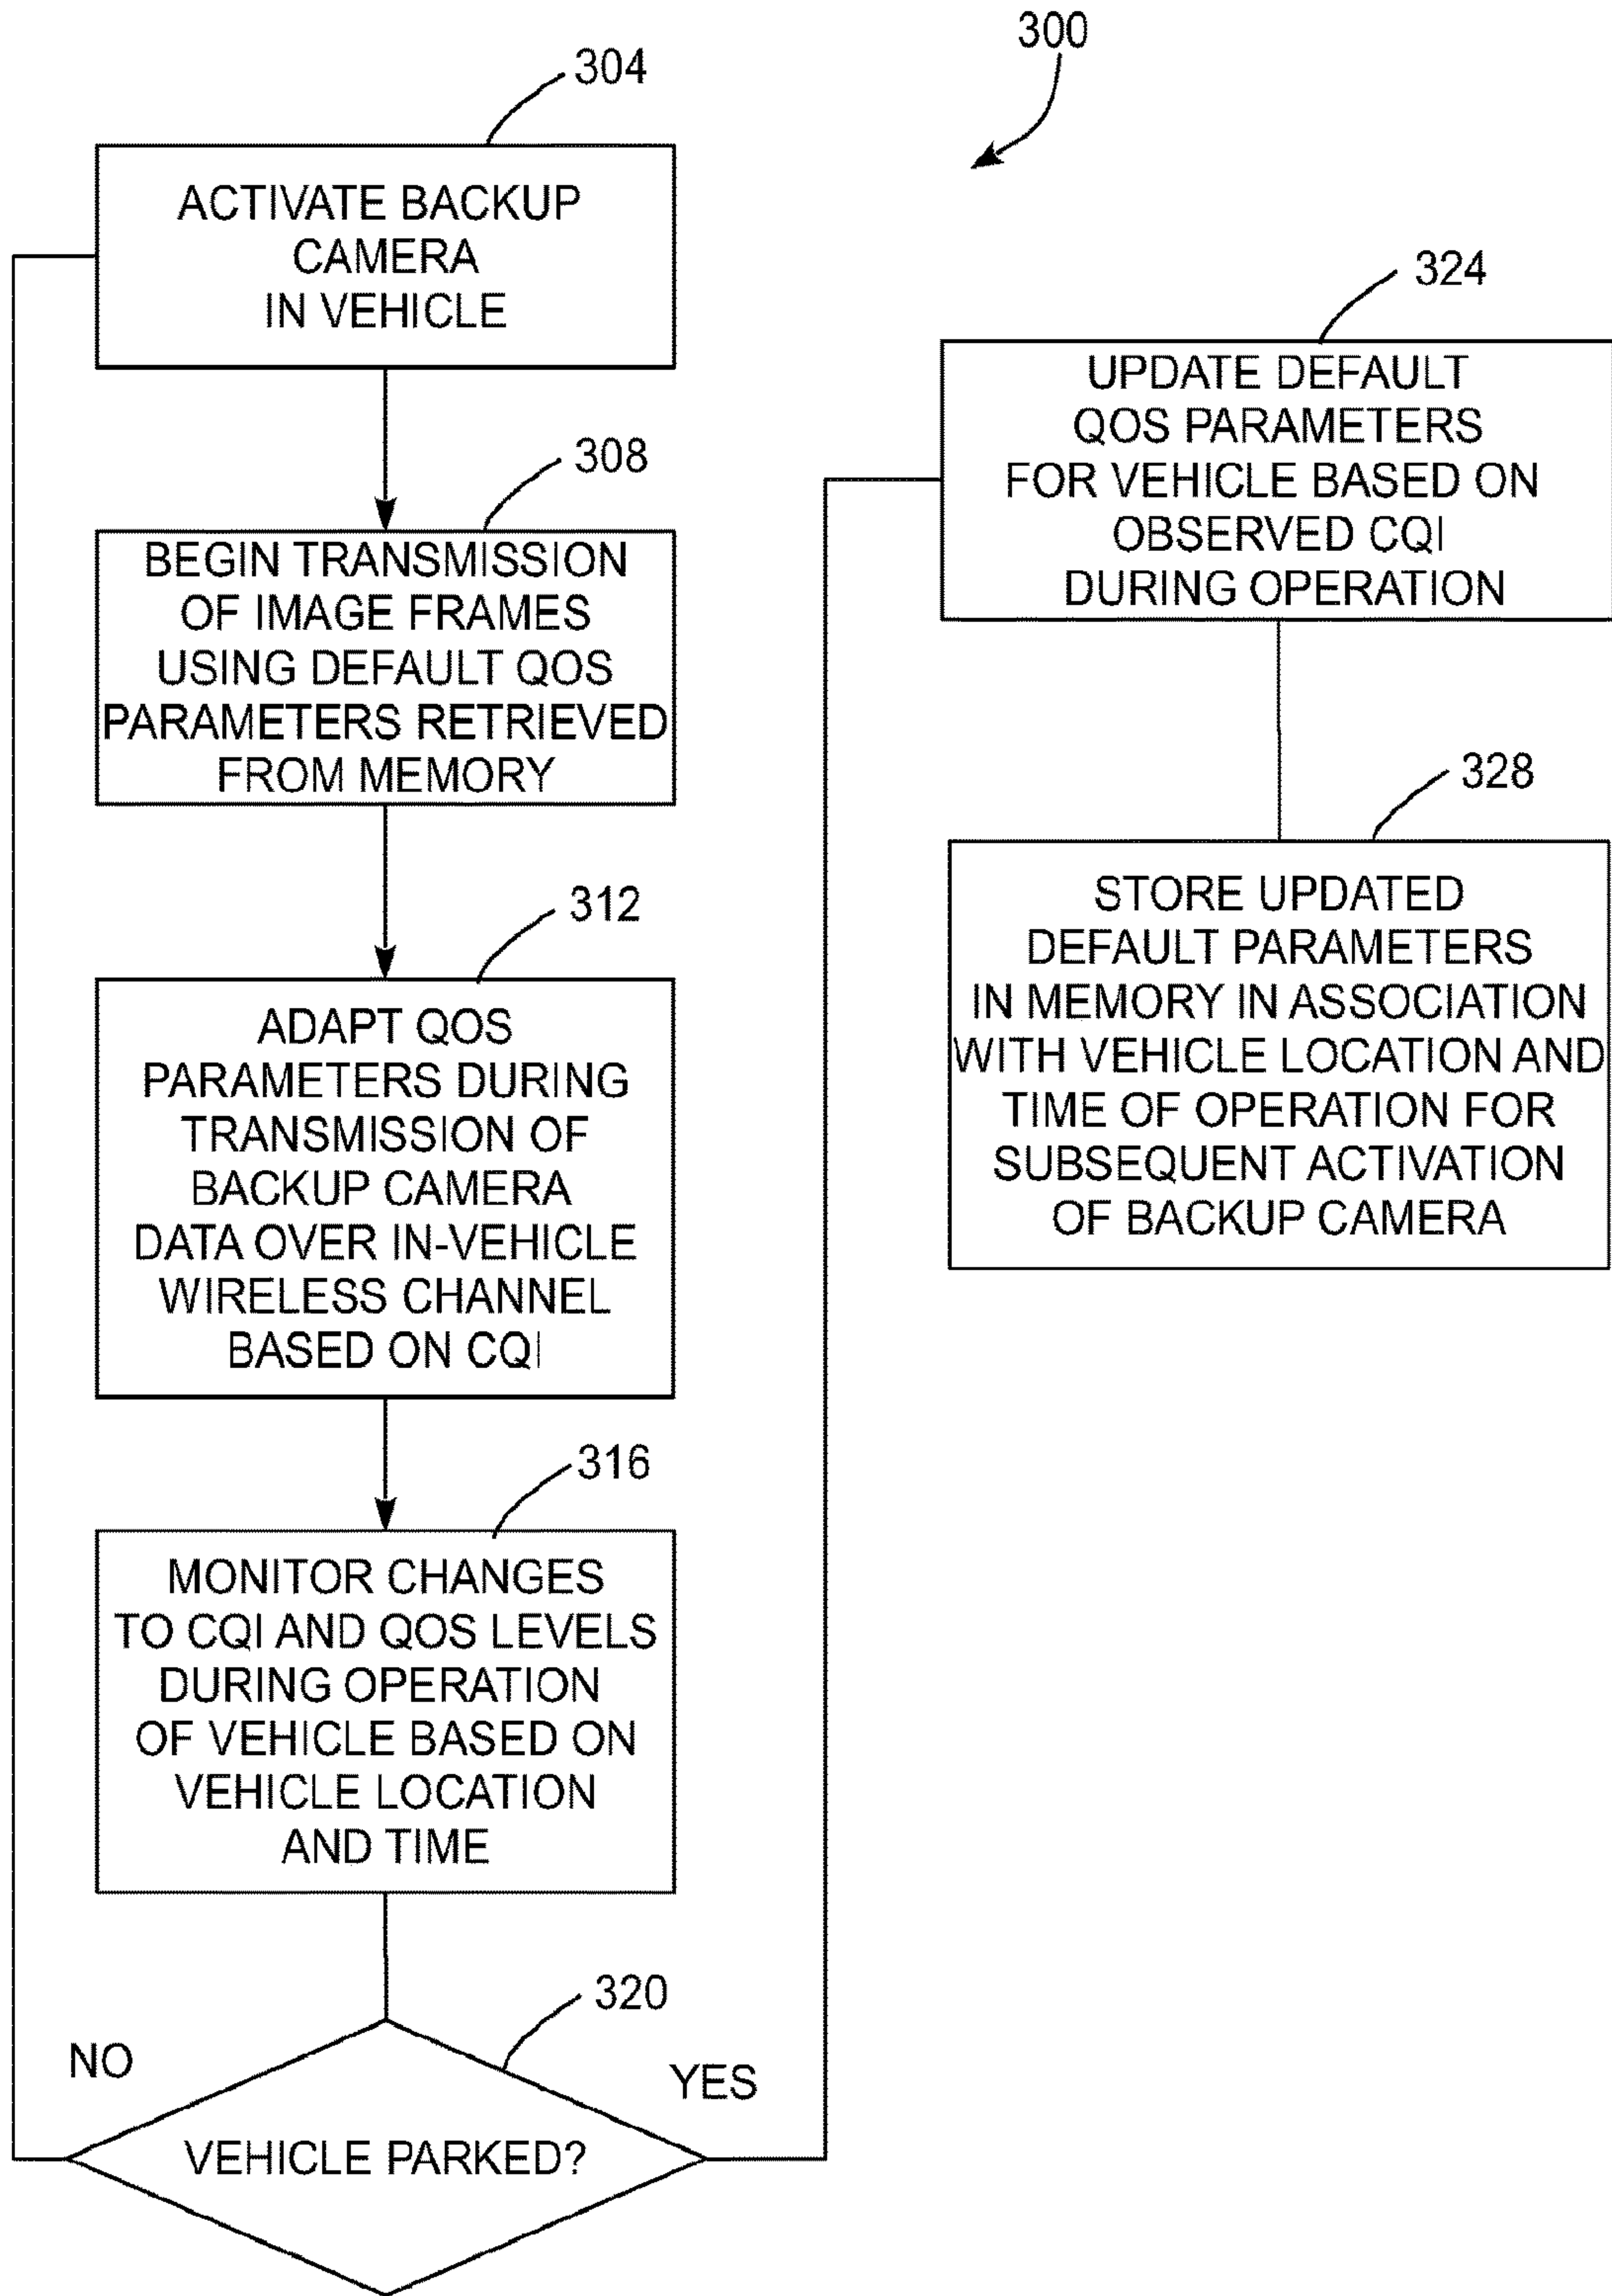 300
304
ACTIVATE BACKUP
CAMERA
IN VEHICLE
308
BEGIN TRANSMISSION
OF IMAGE FRAMES
USING DEFAULT QOS
PARAMETERS RETRIEVED
FROM MEMORY
312
ADAPT QOS
PARAMETERS DURING
TRANSMISSION OF
BACKUP CAMERA
DATA OVER IN-VEHICLE
WIRELESS CHANNEL
BASED ON CQI
316
MONITOR CHANGES
TO CQI AND QOS LEVELS
DURING OPERATION
OF VEHICLE BASED ON
VEHICLE LOCATION
AND TIME
320
NO
YES
VEHICLE PARKED?
324
UPDATE DEFAULT
QOS PARAMETERS
FOR VEHICLE BASED ON
OBSERVED CQI
DURING OPERATION
328
STORE UPDATED
DEFAULT PARAMETERS
IN MEMORY IN ASSOCIATION
WITH VEHICLE LOCATION AND
TIME OF OPERATION FOR
SUBSEQUENT ACTIVATION
OF BACKUP CAMERA